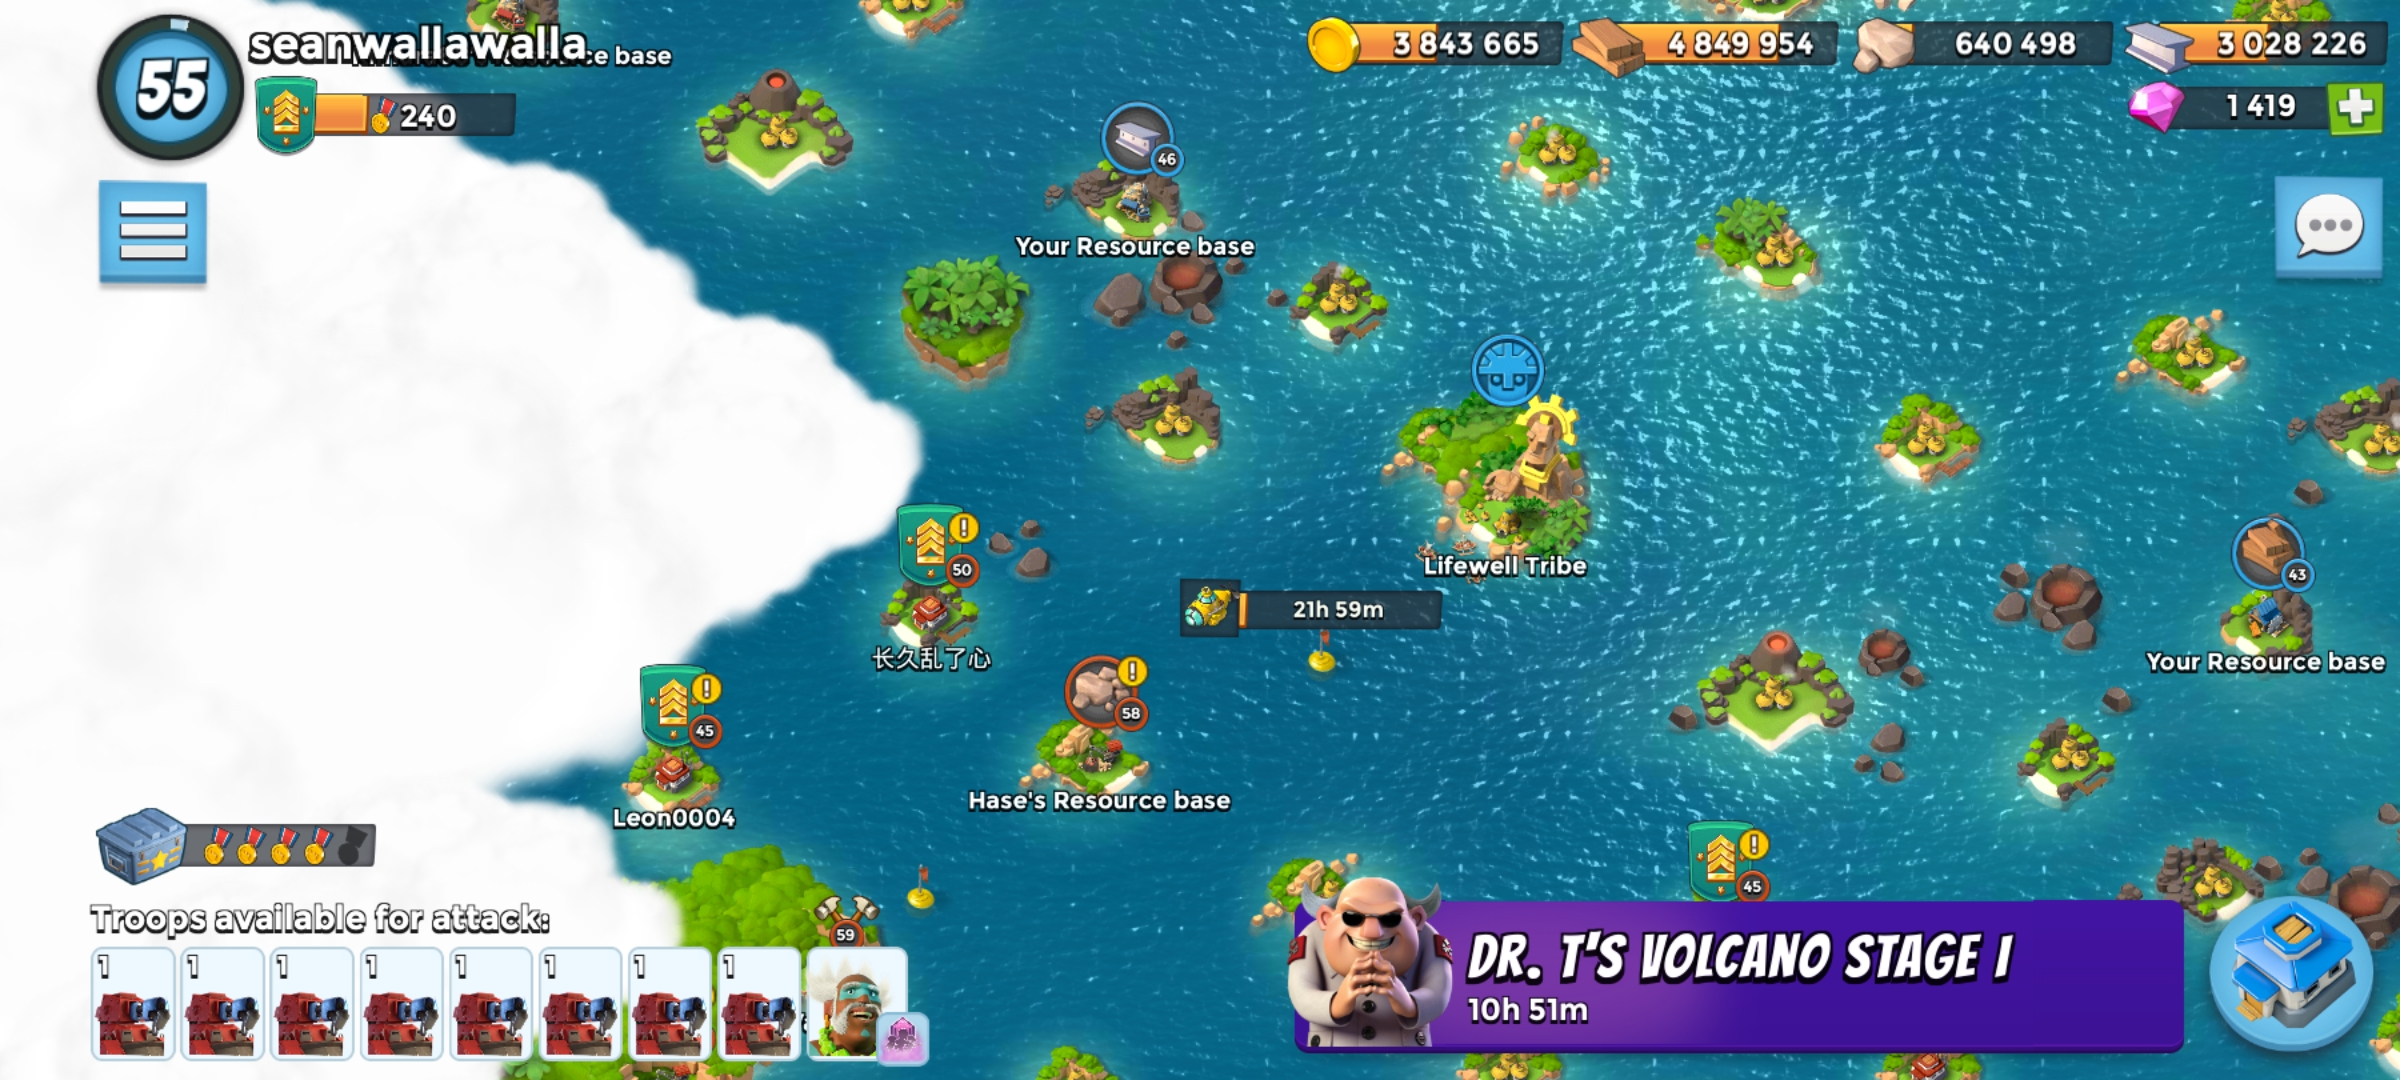 55
seanwallawalla
ce base
240
3 843 665
4 849 954
640 498
3 028 226
1 419
46
Your Resource base
Lifewell Tribe
50
长久乱了心
21h 59m
43
Your Resource base
45
Leon0004
58
Hase's Resource base
45
59
Troops available for attack:
1
1
1
1
1
1
1
1
DR. T'S VOLCANO STAGE I
10h 51m